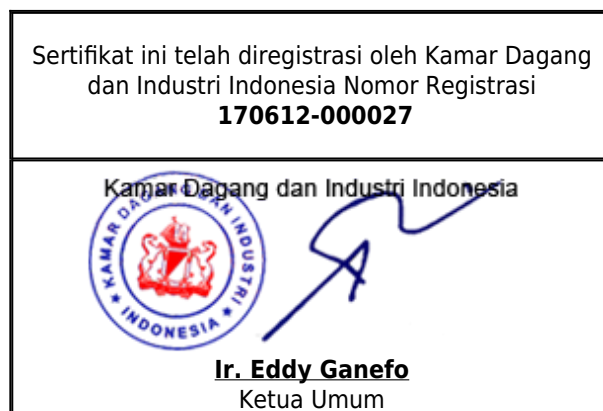 Sertifikat ini telah diregistrasi oleh Kamar Dagang
dan Industri Indonesia Nomor Registrasi
170612-000027
Kamar Dagang dan Industri Indonesia
KAMAR DAGANG DAN INDUSTRI
INDONESIA
Ir. Eddy Ganefo
Ketua Umum